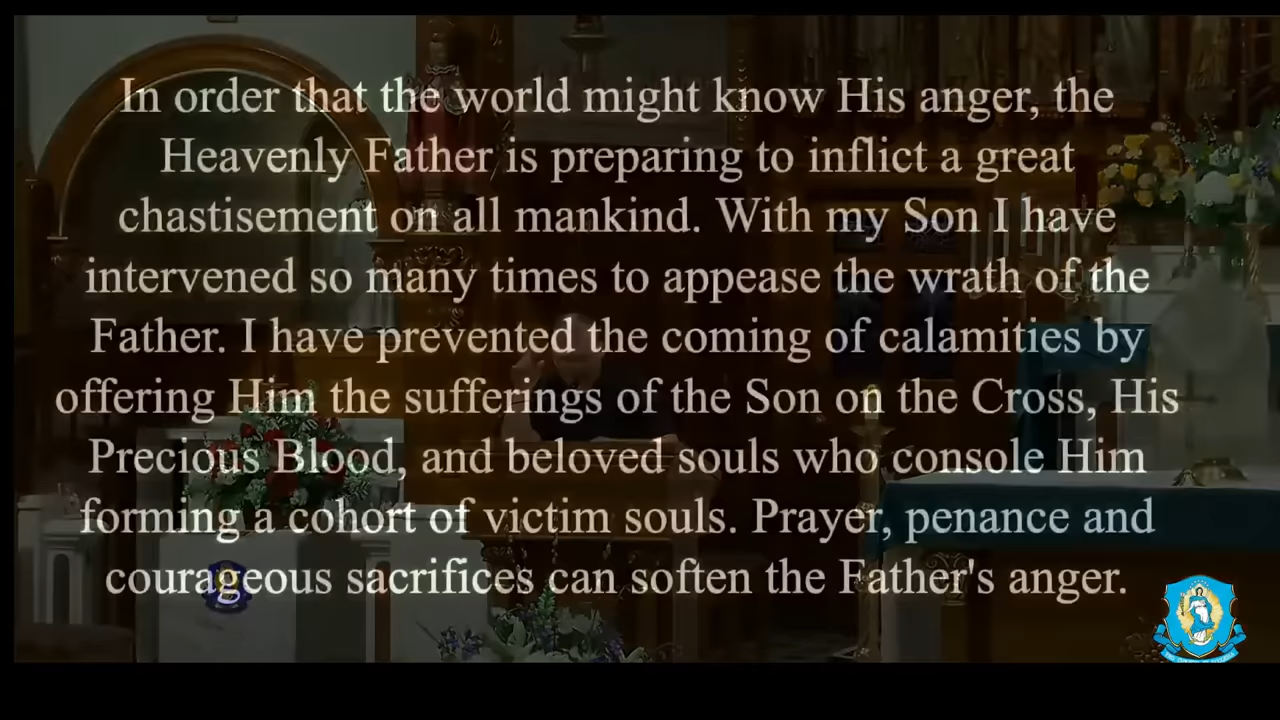 In order that the world might know His anger, the
Heavenly Father is preparing to inflict a great
chastisement on all mankind. With my Son I have
intervened so many times to appease the wrath of the
Father. I have prevented the coming of calamities by
offering Him the sufferings of the Son on the Cross, His
Precious Blood, and beloved souls who console Him
forming a cohort of victim souls. Prayer, penance and
courageous sacrifices can soften the Father's anger.